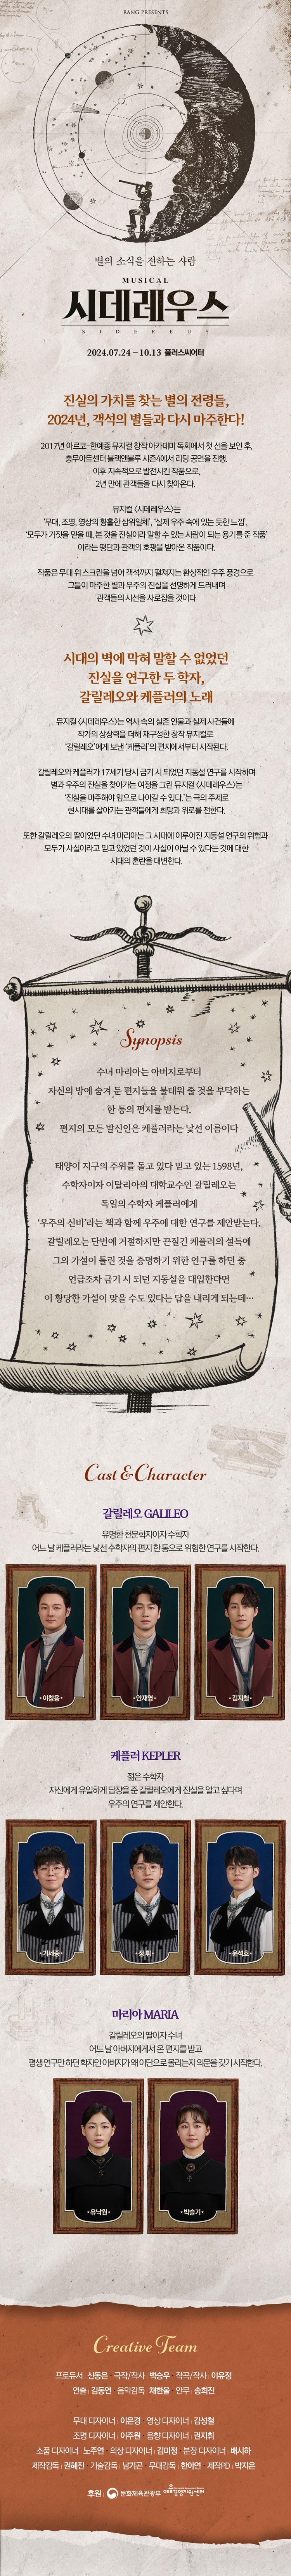 RANG PRESENTS
별의 소식을 전하는 사람
MUSICAL
시데레우스
SIDEREUS
2024.07.24 – 10.13 플러스씨어터
진실의 가치를 찾는 별의 전령들,
2024년, 객석의 별들과 다시 마주한다!
2017년 아르코-한예종 뮤지컬 창작 아카데미 독회에서 첫 선을 보인 후,
충무아트센터 블랙앤블루 시즌4에서 리딩 공연을 진행.
이후 지속적으로 발전시킨 작품으로,
2년 만에 관객들을 다시 찾아온다.
뮤지컬 <시데레우스>는
'무대, 조명, 영상의 황홀한 삼위일체', '실제 우주 속에 있는 듯한 느낌',
'모두가 거짓을 믿을 때, 본 것을 진실이라 말할 수 있는 사람이 되는 용기를 준 작품'
이라는 평단과 관객의 호평을 받아온 작품이다.
작품은 무대 위 스크린을 넘어 객석까지 펼쳐지는 환상적인 우주 풍경으로
그들이 마주한 별과 우주의 진실을 선명하게 드러내며
관객들의 시선을 사로잡을 것이다
시대의 벽에 막혀 말할 수 없었던
진실을 연구한 두 학자,
갈릴레오와 케플러의 노래
뮤지컬 <시데레우스>는 역사 속의 실존 인물과 실제 사건들에
작가의 상상력을 더해 재구성한 창작 뮤지컬로
'갈릴레오'에게 보낸 '케플러'의 편지에서부터 시작된다.
갈릴레오와 케플러가 17세기 당시 금기 시 되었던 지동설 연구를 시작하며
별과 우주의 진실을 찾아가는 여정을 그린 뮤지컬 <시데레우스>는
'진실을 마주해야 앞으로 나아갈 수 있다.'는 극의 주제로
현시대를 살아가는 관객들에게 희망과 위로를 전한다.
또한 갈릴레오의 딸이었던 수녀 마리아는 그 시대에 이루어진 지동설 연구의 위험과
모두가 사실이라고 믿고 있었던 것이 사실이 아닐 수 있다는 것에 대한
시대의 혼란을 대변한다.
Synopsis
수녀 마리아는 아버지로부터
자신의 방에 숨겨 둔 편지들을 불태워 줄 것을 부탁하는
한 통의 편지를 받는다.
편지의 모든 발신인은 케플러라는 낯선 이름이다
태양이 지구의 주위를 돌고 있다 믿고 있는 1598년,
수학자이자 이탈리아의 대학교수인 갈릴레오는
독일의 수학자 케플러에게
'우주의 신비'라는 책과 함께 우주에 대한 연구를 제안받는다.
갈릴레오는 단번에 거절하지만 끈질긴 케플러의 설득에
그의 가설이 틀린 것을 증명하기 위한 연구를 하던 중
언급조차 금기 시 되던 지동설을 대입한다면
이 황당한 가설이 맞을 수도 있다는 답을 내리게 되는데…
Cast & Character
갈릴레오 GALILEO
유명한 천문학자이자 수학자
어느 날 케플러라는 낯선 수학자의 편지 한 통으로 위험한 연구를 시작한다.
•이창용• •안재영• •김지철•
케플러 KEPLER
젊은 수학자
자신에게 유일하게 답장을 준 갈릴레오에게 진실을 알고 싶다며
우주의 연구를 제안한다.
•기세중• •정 휘• •윤석호•
마리아 MARIA
갈릴레오의 딸이자 수녀
어느 날 아버지에게서 온 편지를 받고
평생 연구만 하던 학자인 아버지가 왜 이단으로 몰리는지 의문을 갖기 시작한다.
•유낙원• •박슬기•
Creative Team
프로듀서 : 신동은 극작/작사 : 백승우 작곡/작사 : 이유정
연출 : 김동연 음악감독 : 채한울 안무 : 송희진
무대 디자이너 : 이은경 영상 디자이너 : 김성철
조명 디자이너 : 이주원 음향 디자이너 : 권지휘
소품 디자이너 : 노주연 의상 디자이너 : 김미정 분장 디자이너 : 배시하
제작감독 : 권혜진 기술감독 : 남기곤 무대감독 : 한아연 제작PD : 박지은
후원 문화체육관광부 예술경영지원센터